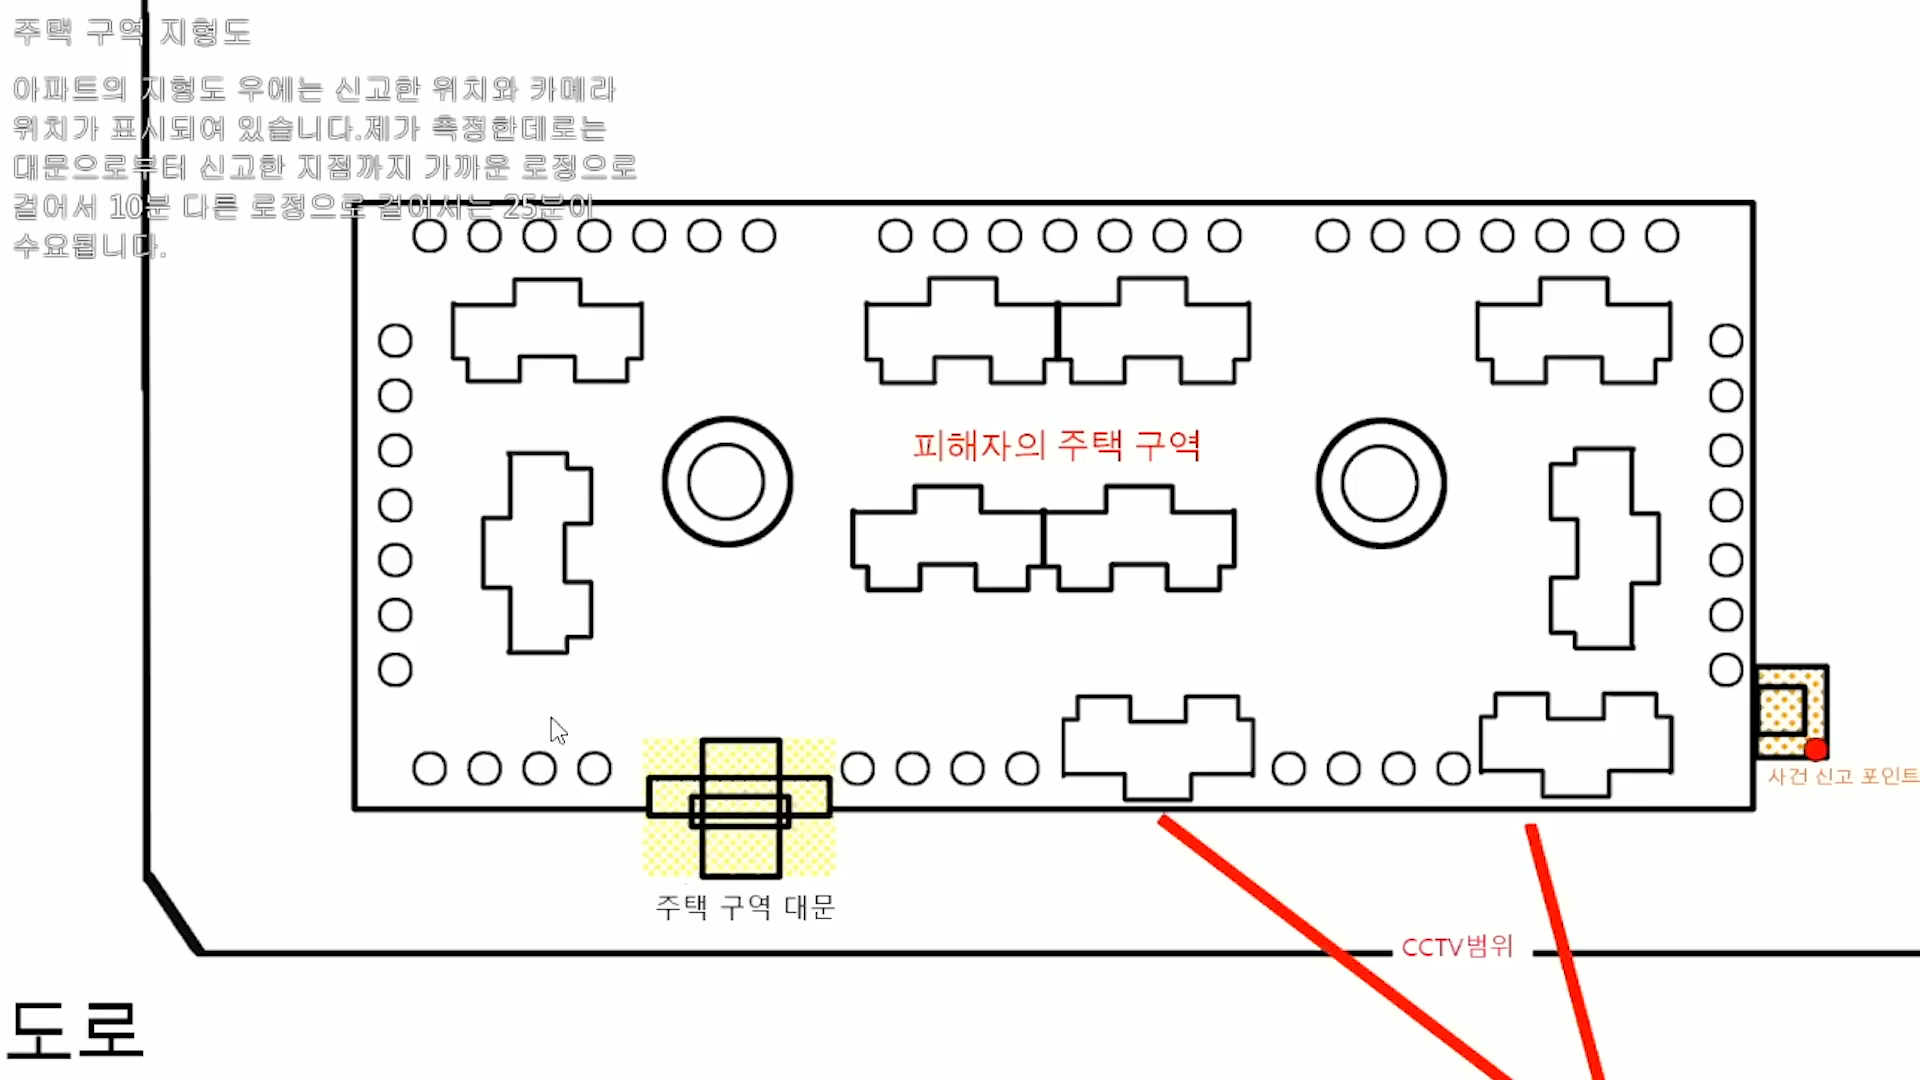 주택 구역 지형도
아파트의 지형도 우에는 신고한 위치와 카메라
위치가 표시되여 있습니다.제가 측정한데로는
대문으로부터 신고한 지점까지 가까운 로정으로
걸어서 10분 다른 로정으로 걸어서는 25분이
수요됩니다.
피해자의 주택 구역
사건 신고 포인트
주택 구역 대문
CCTV범위
도로